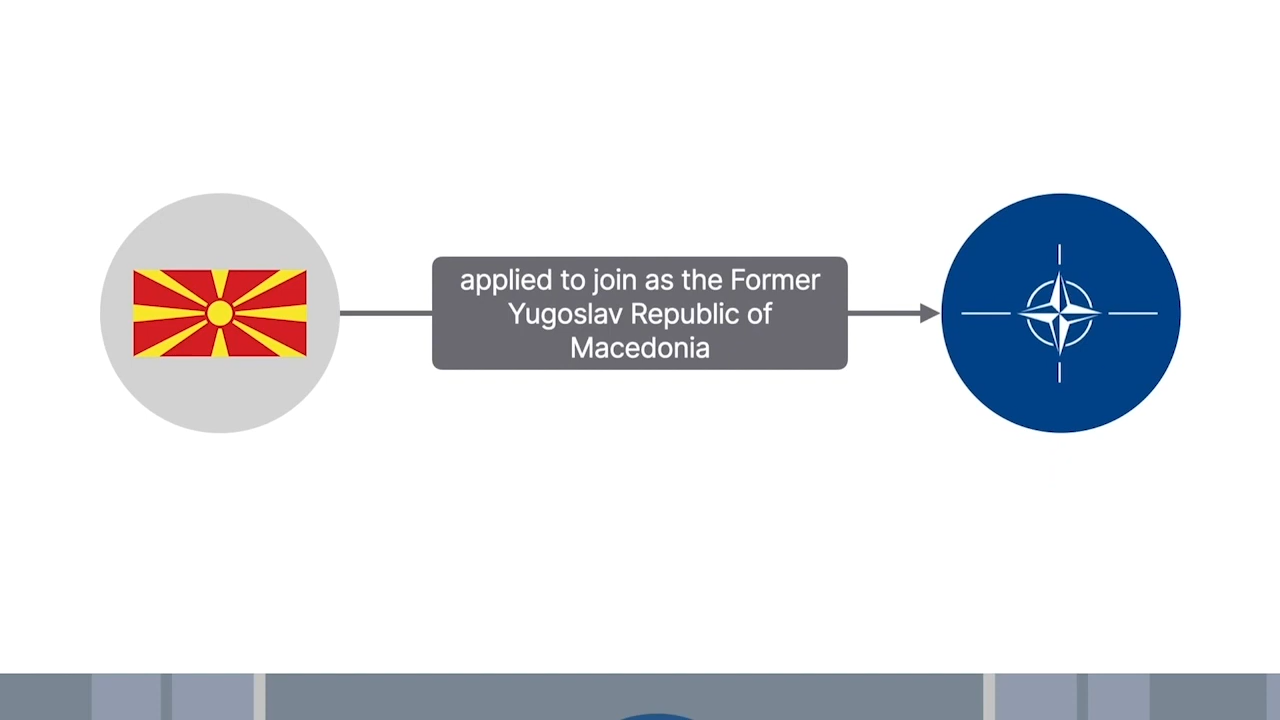 applied to join as the Former
Yugoslav Republic of
Macedonia